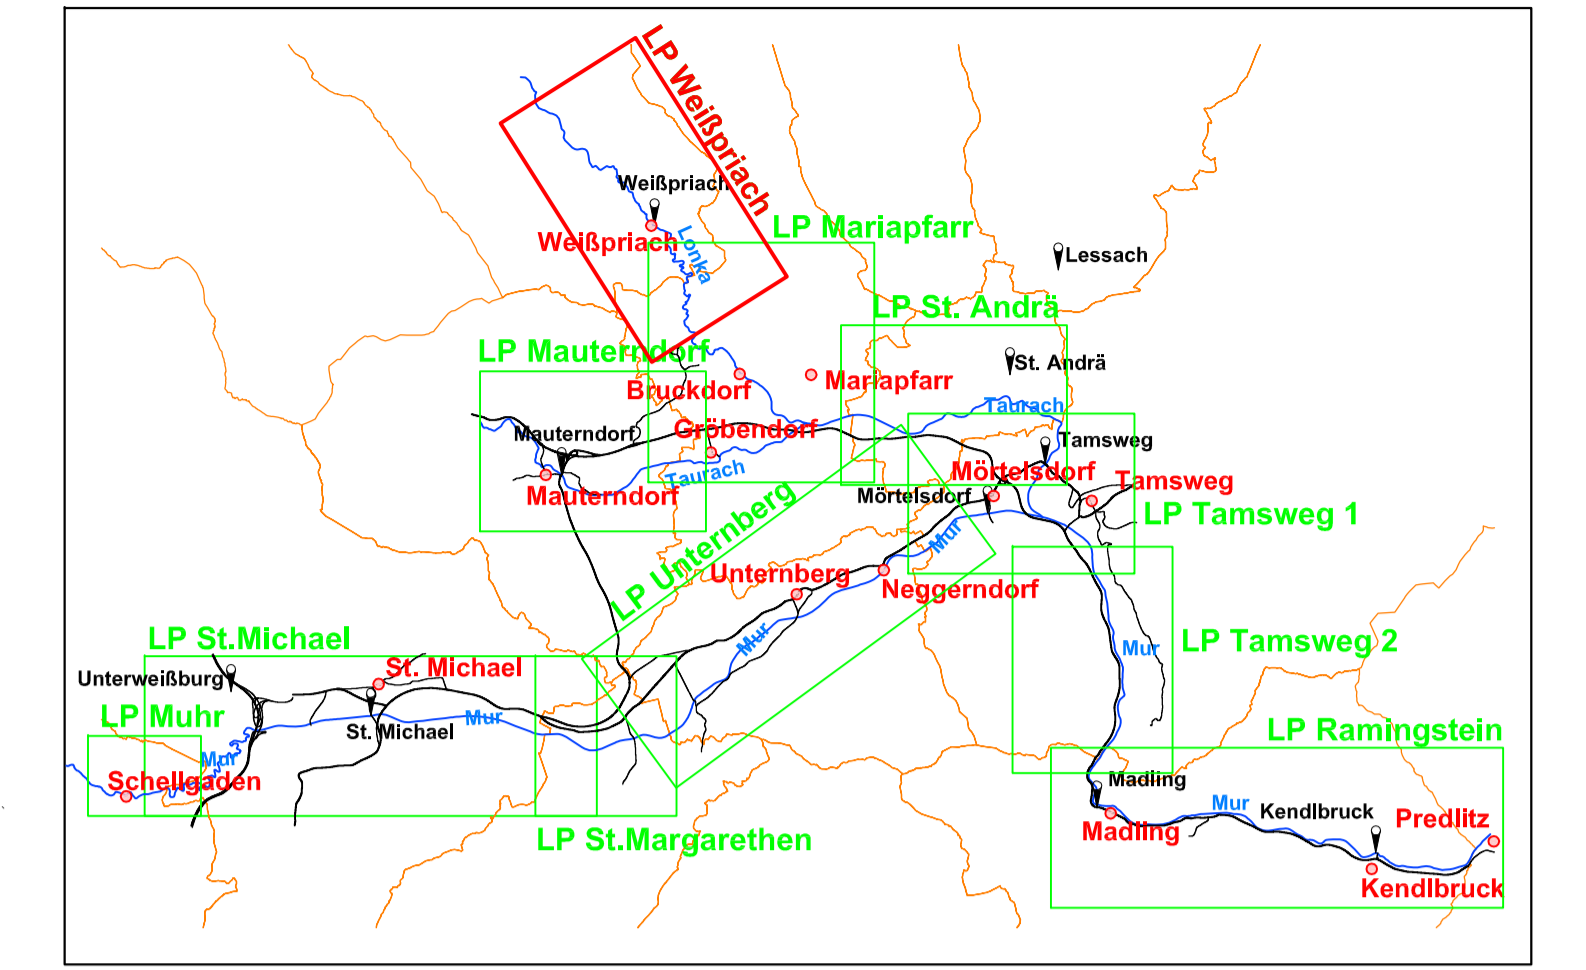 LP Weißpriach
Weißpriach
Weißpriach
Lonka
LP Mariapfarr
Lessach
LP St. Andrä
LP Mauterndorf
St. Andrä
Bruckdorf
Mariapfarr
Taurach
Mauterndorf
Gröbendorf
Tamsweg
Taurach
Mörtelsdorf
Tamsweg
Mauterndorf
Mörtelsdorf
LP Tamsweg 1
Mur
LP Unternberg
Unternberg
Neggerndorf
LP St.Michael
Mur
Mur
LP Tamsweg 2
Unterweißburg
St. Michael
LP Muhr
Mur
St. Michael
LP Ramingstein
Mur
Schellgaden
Madling
Mur
Kendlbruck
Predlitz
Madling
LP St.Margarethen
Kendlbruck